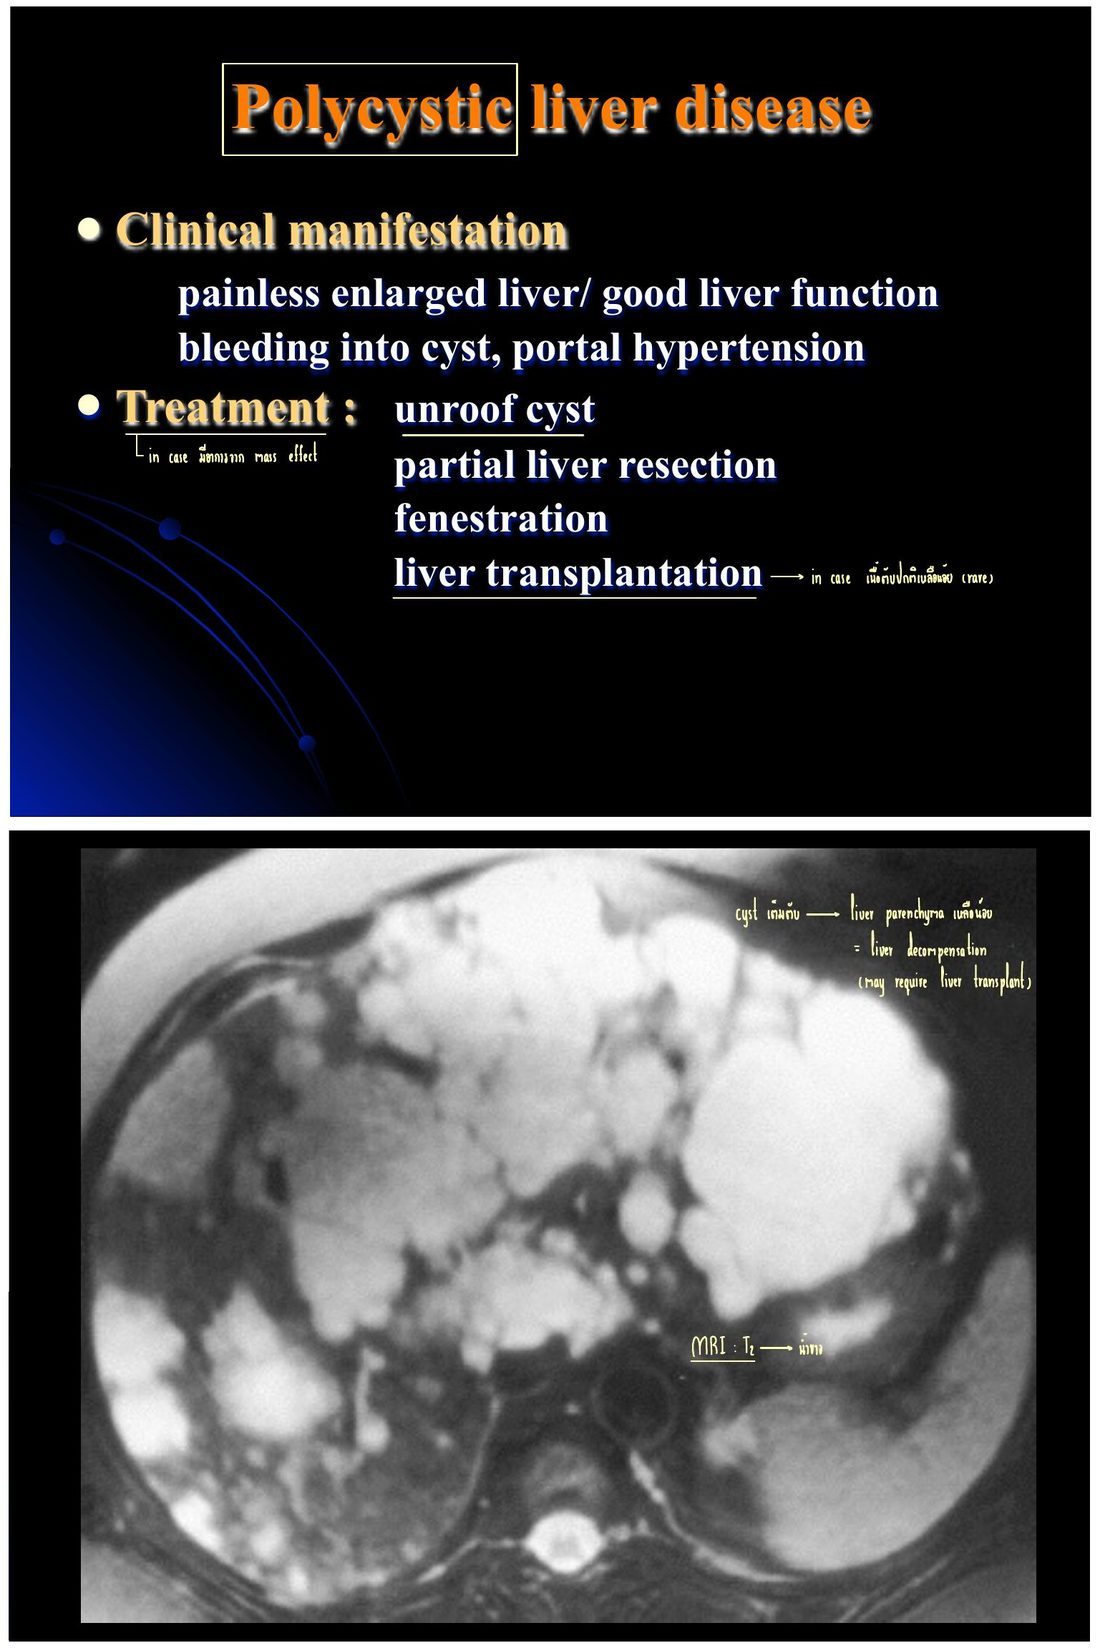 Polycystic liver disease
Clinical manifestation
painless enlarged liver/ good liver function
bleeding into cyst, portal hypertension
Treatment : unroof cyst
in case มีอาการจาก mass effect
partial liver resection
fenestration
liver transplantation → in case เนื้อตับปกติเหลือน้อย (rare)
cyst เต็มตับ → liver parenchyma เหลือน้อย
= liver decompensation
(may require liver transplant)
MRI : T2 → น้ำขาว